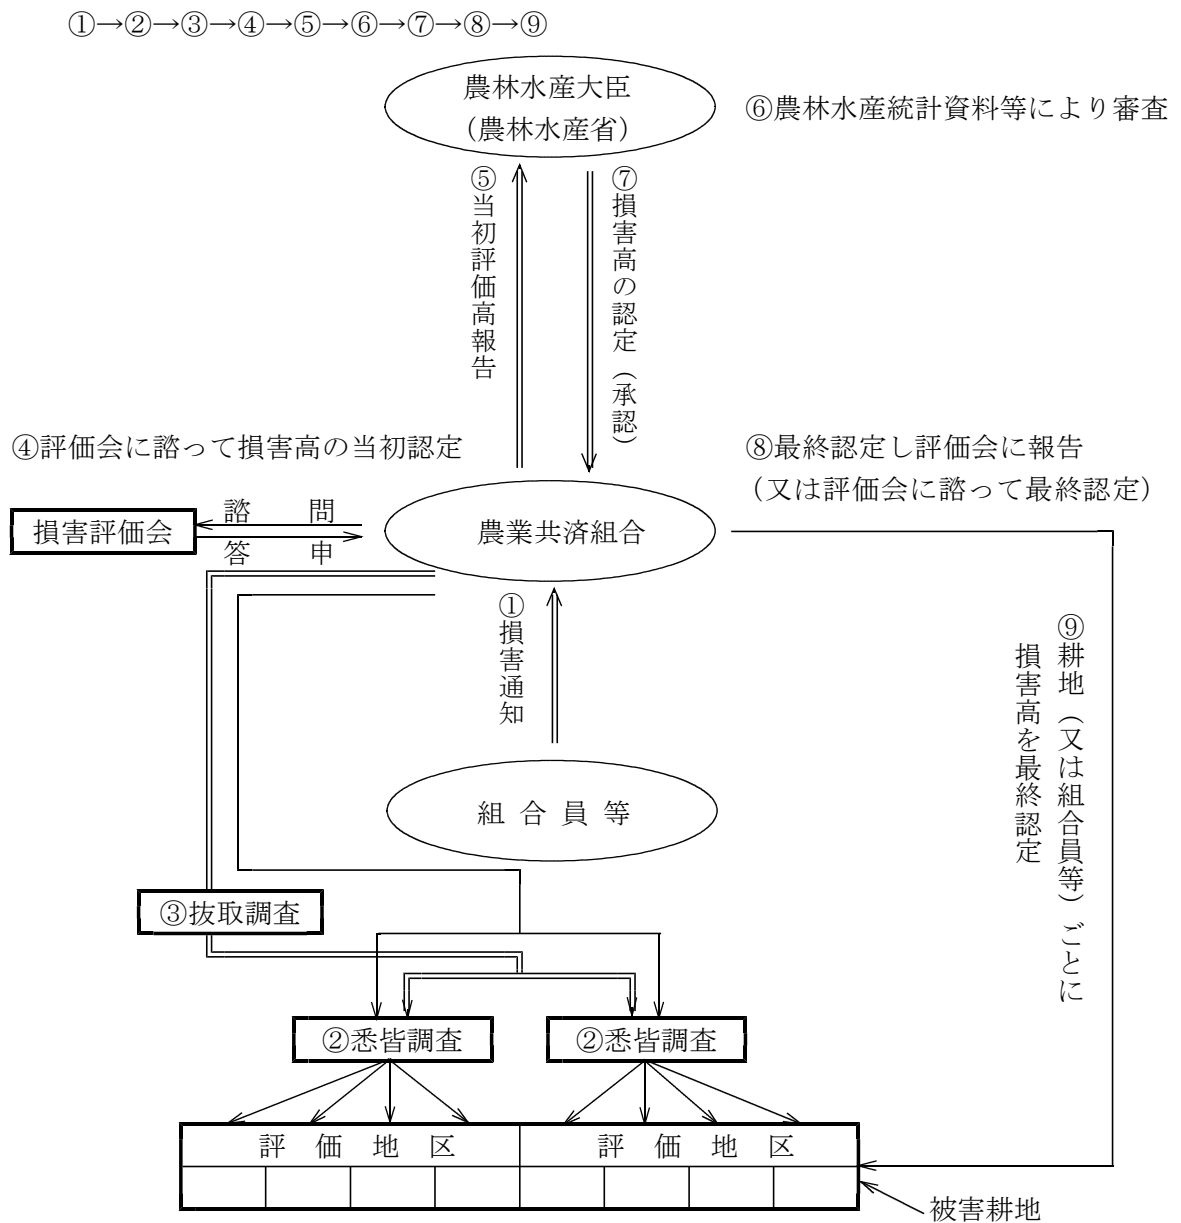 ①→②→③→④→⑤→⑥→⑦→⑧→⑨
農林水産大臣
（農林水産省）
⑥農林水産統計資料等により審査
⑤当初評価高報告
⑦損害高の認定（承認）
④評価会に諮って損害高の当初認定
⑧最終認定し評価会に報告
（又は評価会に諮って最終認定）
諮　問
損害評価会
答　申
農業共済組合
①損害通知
⑨耕地（又は組合員等）ごとに
損害高を最終認定
組合員等
③抜取調査
②悉皆調査
②悉皆調査
評価地区
評価地区
被害耕地